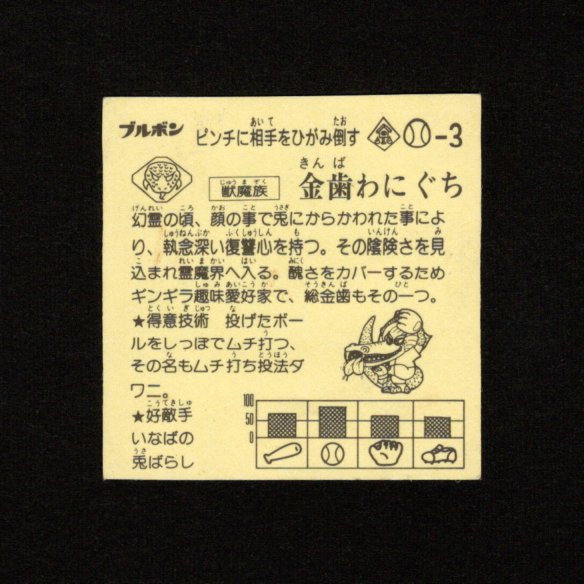 ブルボン ピンチに相手をひがみ倒す -3
獣魔族 金歯わにぐち
幻霊の頃、顔の事で兎にからかわれた事によ
り、執念深い復讐心を持つ。その陰険さを見
込まれ霊魔界へ入る。醜さをカバーするため
ギンギラ趣味愛好家で、総金歯もその一つ。
★得意技術 投げたボー
ルをしっぽでムチ打つ、
その名もムチ打ち投法ダ
ワニ。
★好敵手
いなばの
兎ばらし
100
50
0